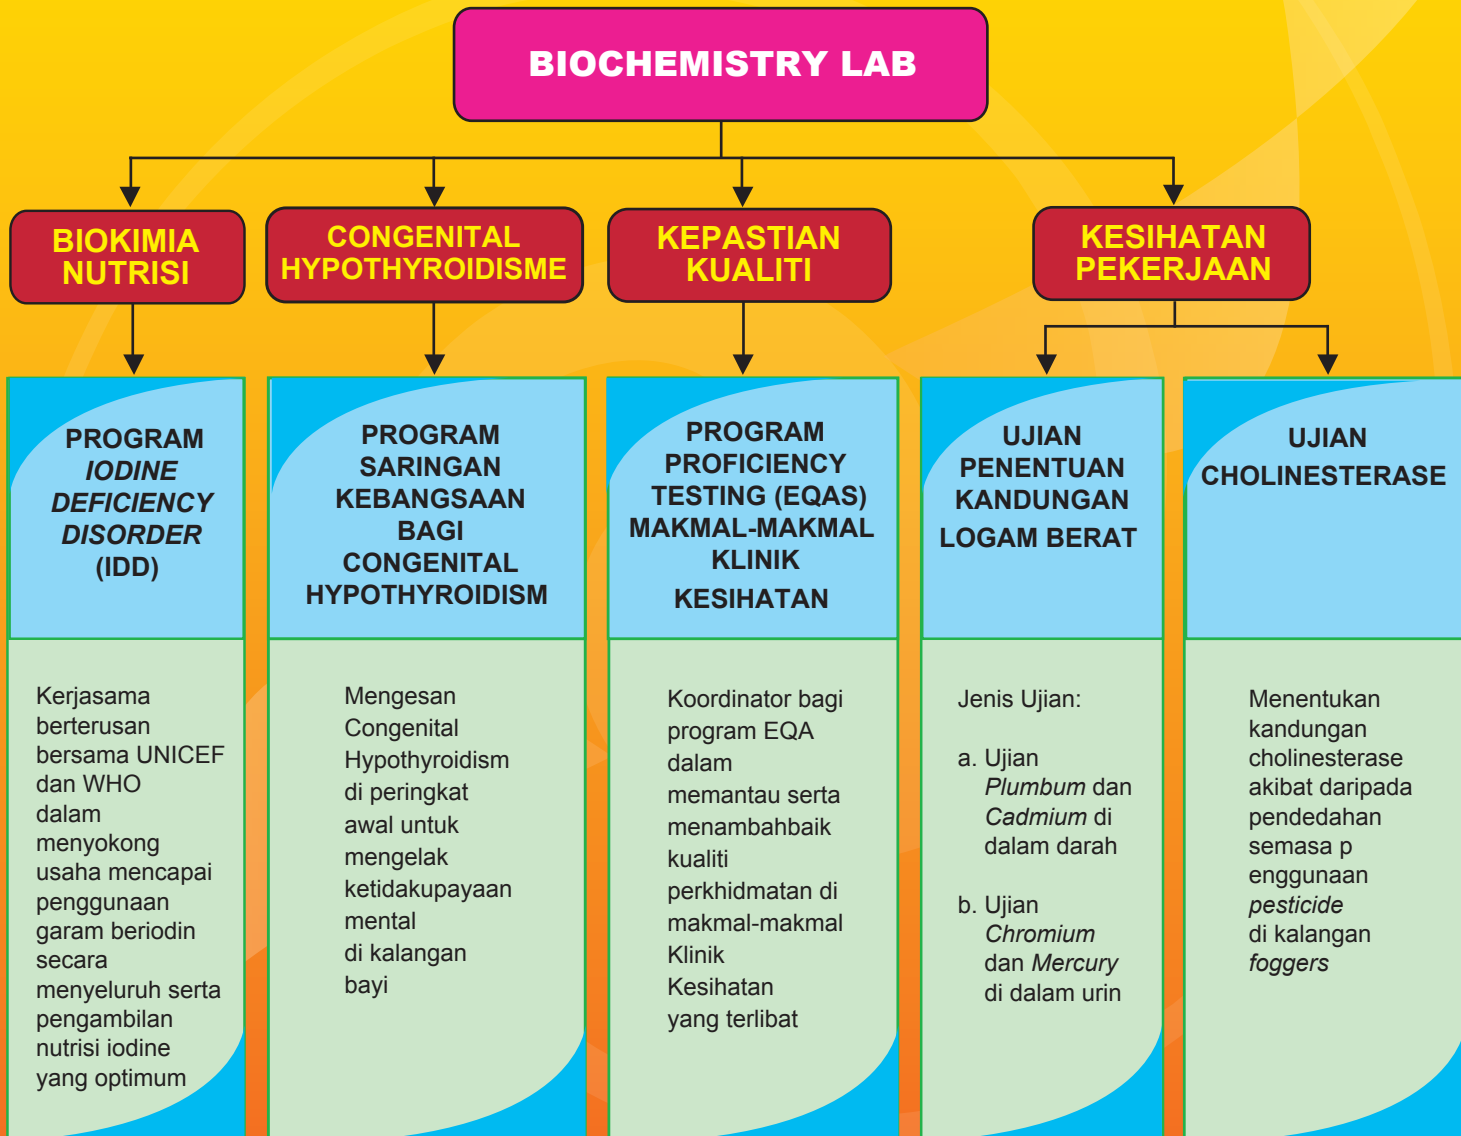 BIOCHEMISTRY LAB
BIOKIMIA
NUTRISI
CONGENITAL
HYPOTHYROIDISME
KEPASTIAN
KUALITI
KESIHATAN
PEKERJAAN
PROGRAM
IODINE
DEFICIENCY
DISORDER
(IDD)
PROGRAM
SARINGAN
KEBANGSAAN
BAGI
CONGENITAL
HYPOTHYROIDISM
PROGRAM
PROFICIENCY
TESTING (EQAS)
MAKMAL-MAKMAL
KLINIK
KESIHATAN
UJIAN
PENENTUAN
KANDUNGAN
LOGAM BERAT
UJIAN
CHOLINESTERASE
Kerjasama
berterusan
bersama UNICEF
dan WHO
dalam
menyokong
usaha mencapai
penggunaan
garam beriodin
secara
menyeluruh serta
pengambilan
nutrisi iodine
yang optimum
Mengesan
Congenital
Hypothyroidism
di peringkat
awal untuk
mengelak
ketidakupayaan
mental
di kalangan
bayi
Koordinator bagi
program EQA
dalam
memantau serta
menambahbaik
kualiti
perkhidmatan di
makmal-makmal
Klinik
Kesihatan
yang terlibat
Jenis Ujian:
a. Ujian
Plumbum dan
Cadmium di
dalam darah
b. Ujian
Chromium
dan Mercury
di dalam urin
Menentukan
kandungan
cholinesterase
akibat daripada
pendedahan
semasa p
enggunaan
pesticide
di kalangan
foggers